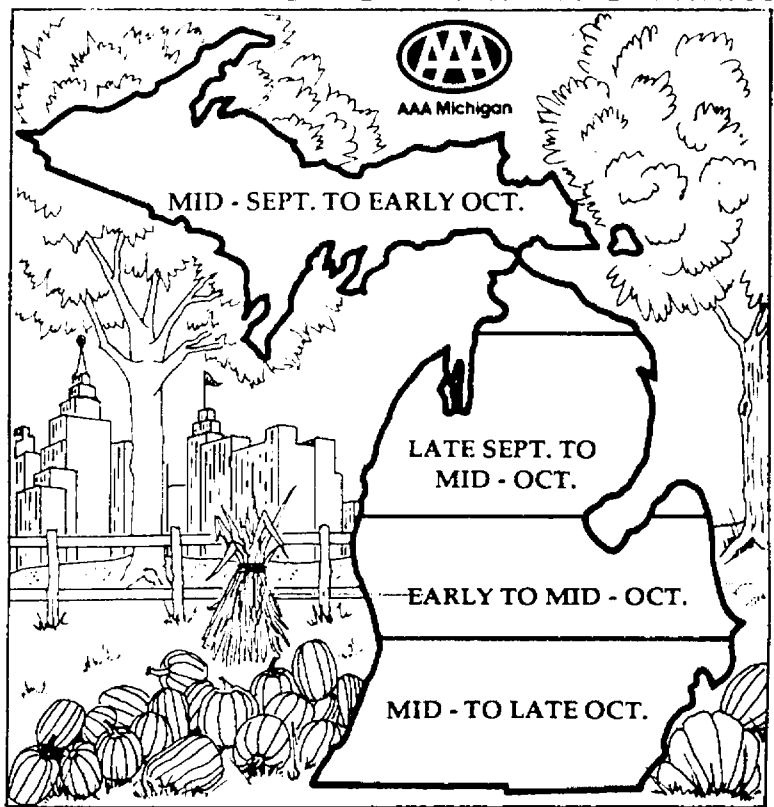 AAA
AAA Michigan
MID - SEPT. TO EARLY OCT.
LATE SEPT. TO
MID - OCT.
EARLY TO MID - OCT.
MID - TO LATE OCT.